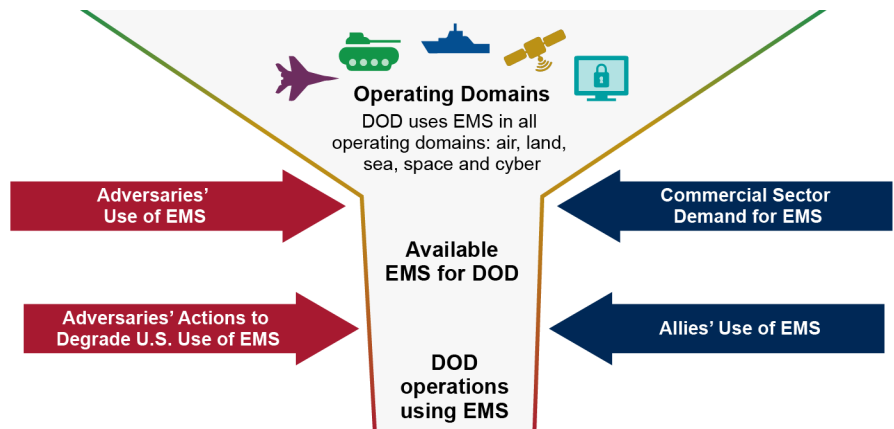 Operating Domains
DOD uses EMS in all
operating domains: air, land,
sea, space and cyber
Adversaries'
Use of EMS
Commercial Sector
Demand for EMS
Available
EMS for DOD
Adversaries' Actions to
Degrade U.S. Use of EMS
Allies' Use of EMS
DOD
operations
using EMS